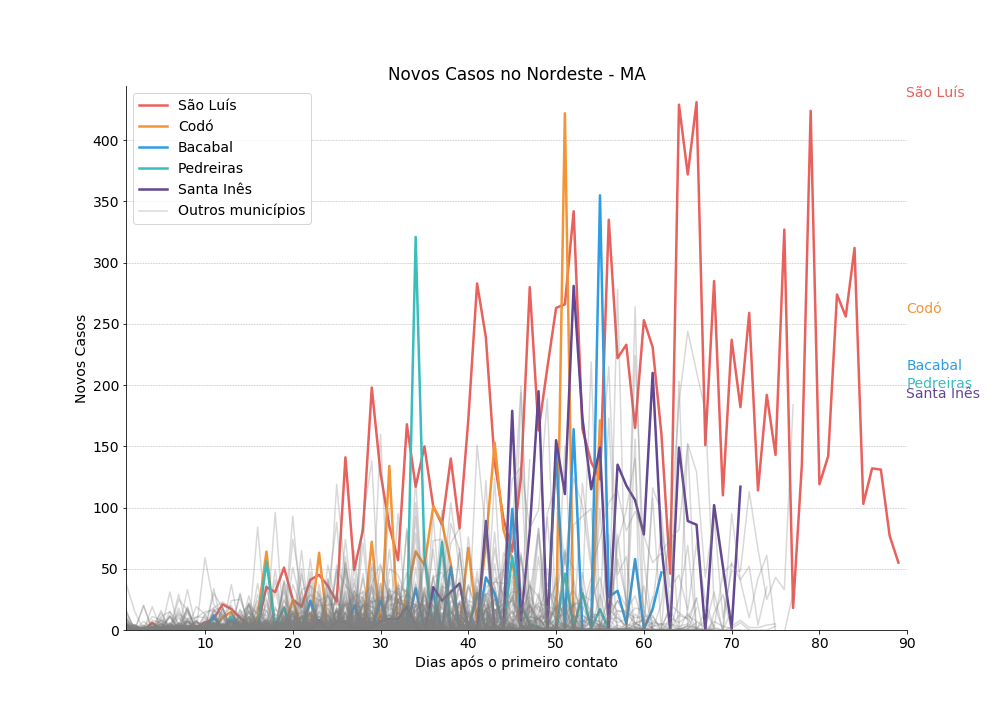 Novos Casos no Nordeste - MA
São Luís
Codó
Bacabal
Pedreiras
Santa Inês
Outros municípios
São Luís
Codó
Bacabal
Pedreiras
Santa Inês
Novos Casos
400
350
300
250
200
150
100
50
0
10 20 30 40 50 60 70 80 90
Dias após o primeiro contato